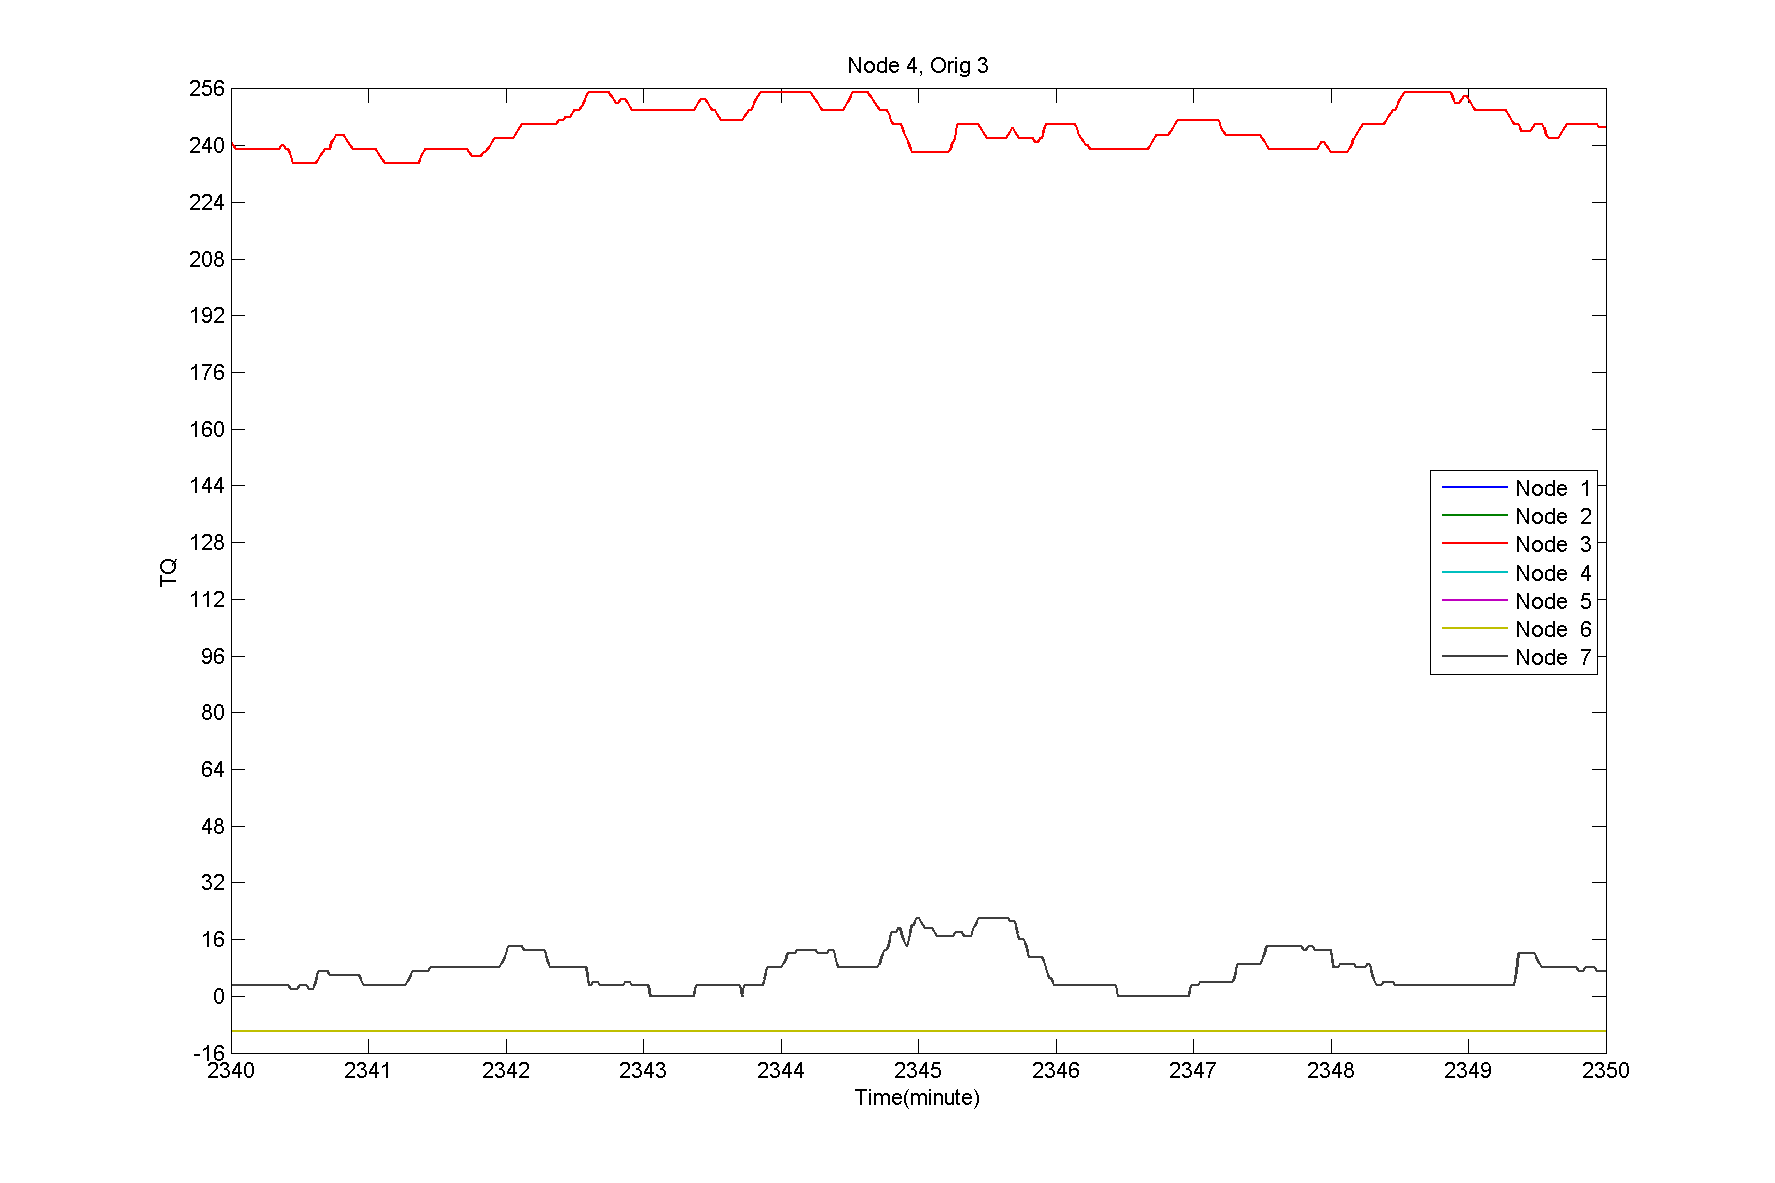 Node 4, Orig 3
256
240
224
208
192
176
160
144
128
112
96
80
64
48
32
16
0
-16
TQ
Node 1
Node 2
Node 3
Node 4
Node 5
Node 6
Node 7
2340 2341 2342 2343 2344 2345 2346 2347 2348 2349 2350
Time(minute)